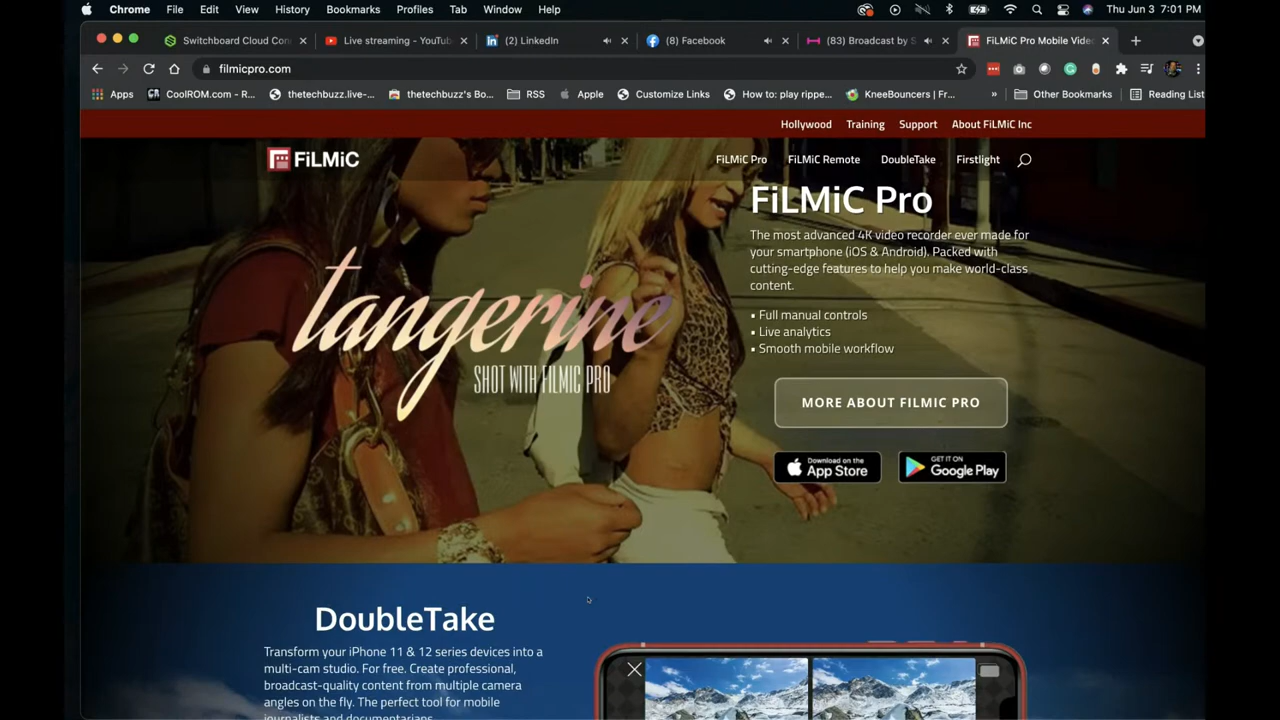 Chrome File Edit View History Bookmarks Profiles Tab Window Help Thu Jun 3 7:01 PM
Switchboard Cloud Con Live streaming - YouTub (2) LinkedIn (8) Facebook (83) Broadcast by S FiLMiC Pro Mobile Vide
filmicpro.com
Apps CoolROM.com - R... thetechbuzz.live-... thetechbuzz's Bo... RSS Apple Customize Links How to: play rippe... KneeBouncers | Fr... » Other Bookmarks Reading List
Hollywood Training Support About FiLMiC Inc
FiLMiC FiLMiC Pro FiLMiC Remote DoubleTake Firstlight
FiLMiC Pro
The most advanced 4K video recorder ever made for
your smartphone (iOS & Android). Packed with
cutting-edge features to help you make world-class
content.
• Full manual controls
• Live analytics
• Smooth mobile workflow
tangerine
SHOT WITH FILMIC PRO
MORE ABOUT FILMIC PRO
Download on the
App Store
GET IT ON
Google Play
DoubleTake
Transform your iPhone 11 & 12 series devices into a
multi-cam studio. For free. Create professional,
broadcast-quality content from multiple camera
angles on the fly. The perfect tool for mobile
journalists and documentarians.